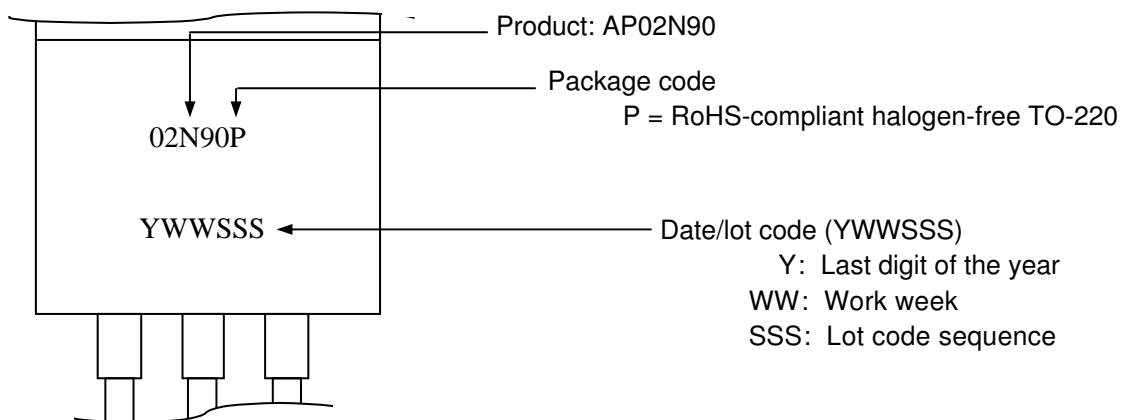 Product: AP02N90
Package code
P = RoHS-compliant halogen-free TO-220
02N90P
YWWSSS
Date/lot code (YWWSSS)
Y: Last digit of the year
WW: Work week
SSS: Lot code sequence